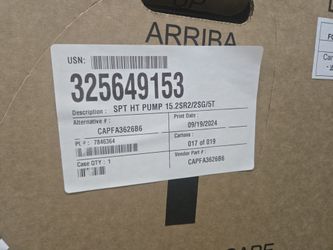 ARRIBA
USN:
325649153
Description : SPT HT PUMP 15.2SR2/2SG/5T
Alternative # :
CAPFA3626B6
Print Date :
09/19/2024
PL# : 7846364
Cartons :
017 of 019
Case QTY : 1
Vendor Part # :
CAPFA3626B6